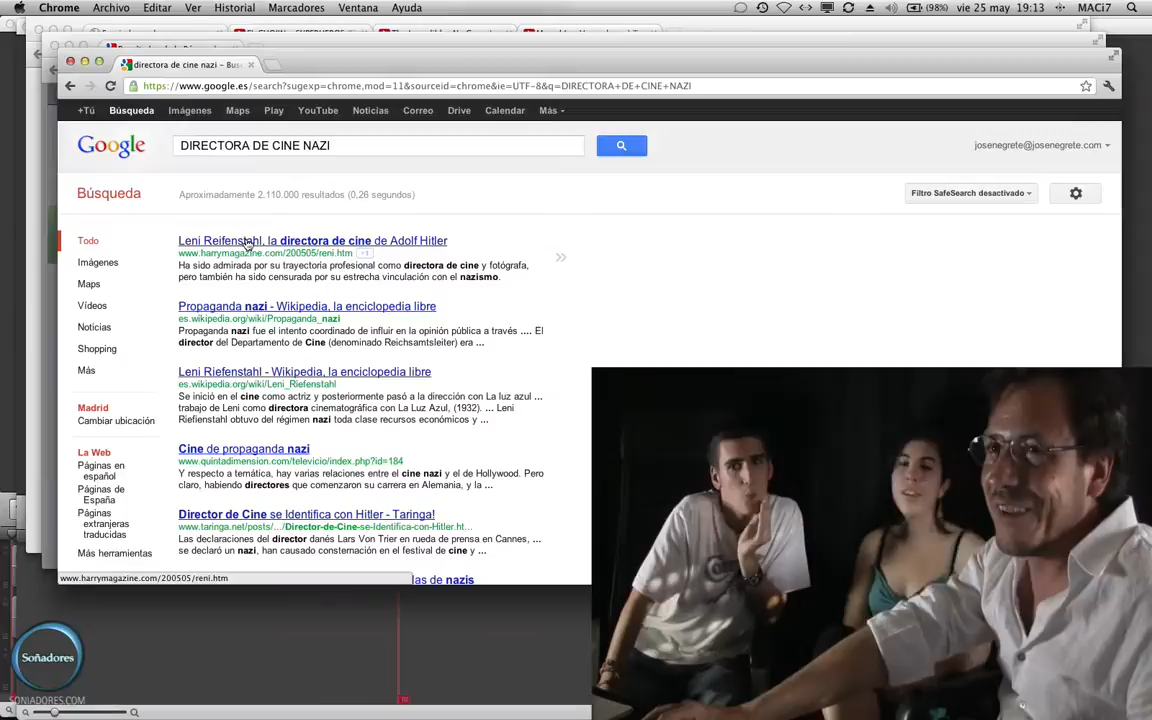 Chrome Archivo Editar Ver Historial Marcadores Ventana Ayuda (98%) vie 25 may 19:13 MACi7
directora de cine nazi – Bus
https://www.google.es/search?sugexp=chrome,mod=11&sourceid=chrome&ie=UTF-8&q=DIRECTORA+DE+CINE+NAZI
+Tú Búsqueda Imágenes Maps Play YouTube Noticias Correo Drive Calendar Más
Google DIRECTORA DE CINE NAZI josenegrete@josenegrete.com
Búsqueda Aproximadamente 2.110.000 resultados (0,26 segundos) Filtro SafeSearch desactivado
Todo
Imágenes
Maps
Vídeos
Noticias
Shopping
Más
Madrid
Cambiar ubicación
La Web
Páginas en
español
Páginas de
España
Páginas
extranjeras
traducidas
Más herramientas
Leni Reifenstahl, la directora de cine de Adolf Hitler
www.harrymagazine.com/200505/reni.htm +1
Ha sido admirada por su trayectoria profesional como directora de cine y fotógrafa,
pero también ha sido censurada por su estrecha vinculación con el nazismo.
Propaganda nazi - Wikipedia, la enciclopedia libre
es.wikipedia.org/wiki/Propaganda_nazi
Propaganda nazi fue el intento coordinado de influir en la opinión pública a través .... El
director del Departamento de Cine (denominado Reichsamtsleiter) era ...
Leni Riefenstahl - Wikipedia, la enciclopedia libre
es.wikipedia.org/wiki/Leni_Riefenstahl
Se inició en el cine como actriz y posteriormente pasó a la dirección con La luz azul ...
trabajo de Leni como directora cinematográfica con La Luz Azul, (1932). ... Leni
Riefienstahl obtuvo del régimen nazi toda clase recursos económicos y ...
Cine de propaganda nazi
www.quintadimension.com/televicio/index.php?id=184
Y respecto a temática, hay varias relaciones entre el cine nazi y el de Hollywood. Pero
claro, habiendo directores que comenzaron su carrera en Alemania, y la ...
Director de Cine se Identifica con Hitler - Taringa!
www.taringa.net/posts/.../Director-de-Cine-se-Identifica-con-Hitler.ht...
Las declaraciones del director danés Lars Von Trier en rueda de prensa en Cannes, ...
se declaró un nazi, han causado consternación en el festival de cine y ...
las de nazis
www.harrymagazine.com/200505/reni.htm
Soñadores
SONIADORES.COM